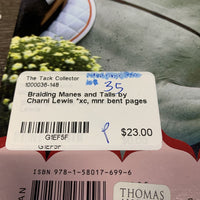 The Tack Collector
1000036-148
35
Braiding Manes and Tails by
Charni Lewis *xc, mnr bent pages
$23.00
G1EF5F
G1EF5F
ISBN 978-1-58017-699-6
THOMAS